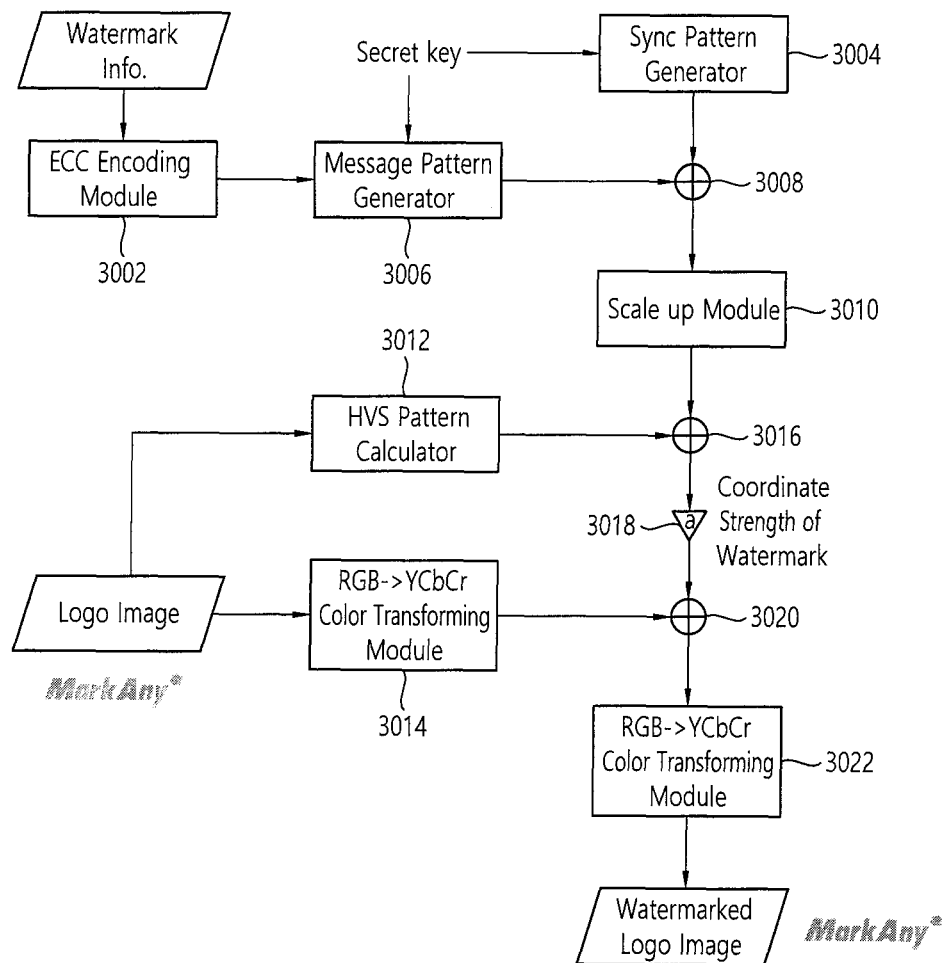 Watermark
Info.
Secret key
Sync Pattern
Generator
3004
ECC Encoding
Module
3002
Message Pattern
Generator
3006
3008
Scale up Module
3010
3012
HVS Pattern
Calculator
3016
Coordinate
Strength of
Watermark
3018
a
Logo Image
MarkAny®
RGB->YCbCr
Color Transforming
Module
3014
3020
RGB->YCbCr
Color Transforming
Module
3022
Watermarked
Logo Image
MarkAny®